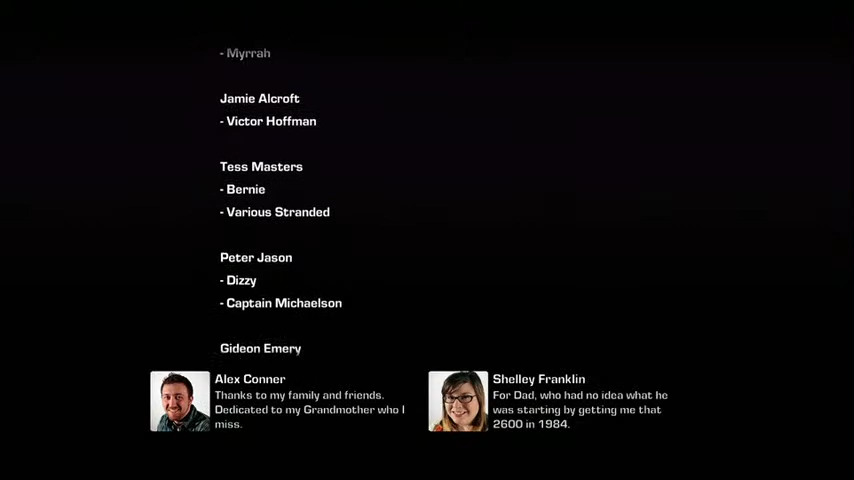 - Myrrah
Jamie Alcroft
- Victor Hoffman
Tess Masters
- Bernie
- Various Stranded
Peter Jason
- Dizzy
- Captain Michaelson
Gideon Emery
Alex Conner
Thanks to my family and friends.
Dedicated to my Grandmother who I
miss.
Shelley Franklin
For Dad, who had no idea what he
was starting by getting me that
2600 in 1984.